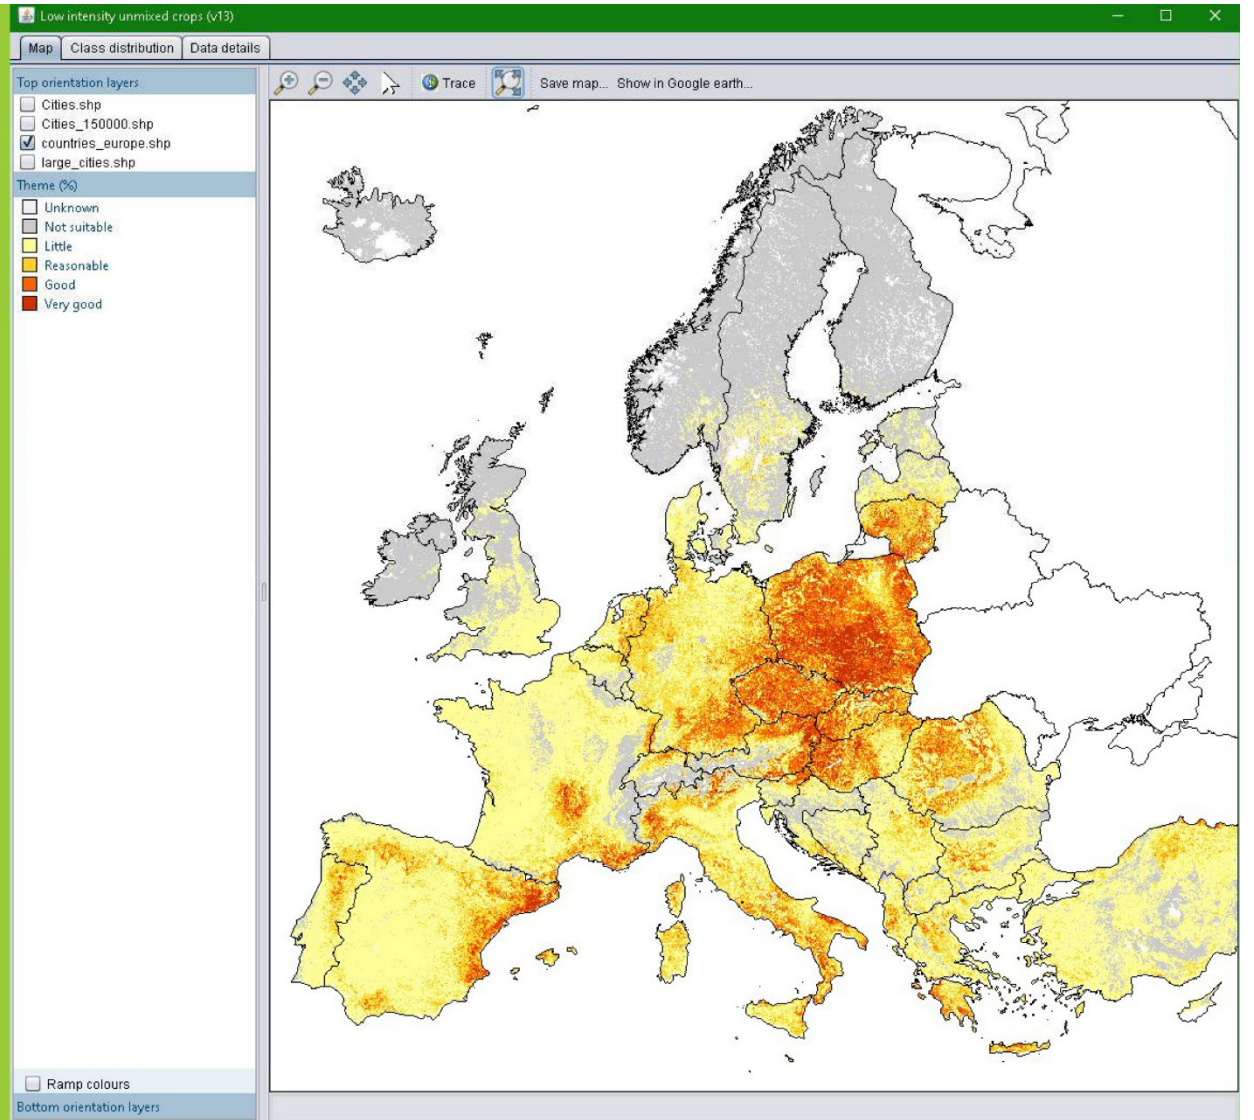 Low intensity unmixed crops (v13)
Map Class distribution Data details
Top orientation layers
Cities.shp
Cities_150000.shp
countries_europe.shp
large_cities.shp
Theme (%)
Unknown
Not suitable
Little
Reasonable
Good
Very good
Trace Save map... Show in Google earth...
Ramp colours
Bottom orientation layers